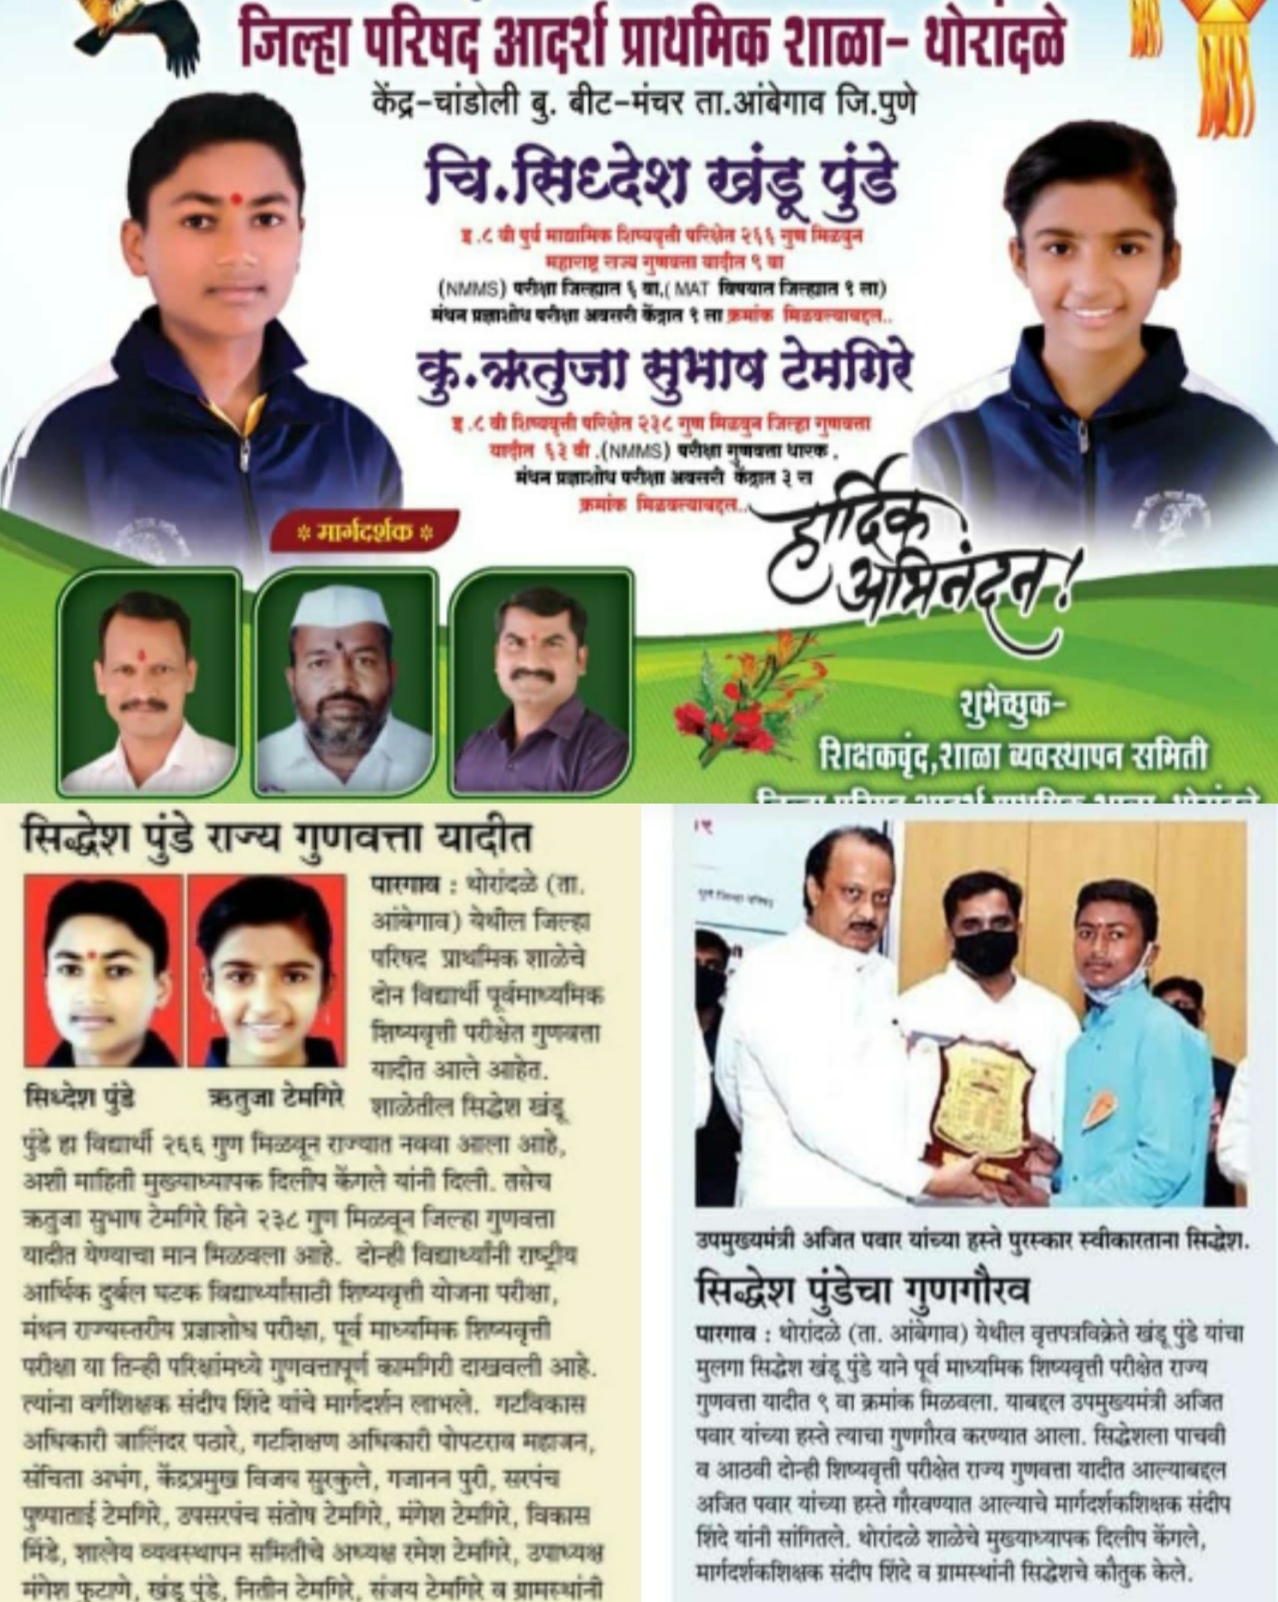 जिल्हा परिषद आदर्श प्राथमिक शाळा- थोरांदळे
केंद्र-चांडोली बु. बीट-मंचर ता.आंबेगाव जि.पुणे
चि.सिध्देश खंडू पुंडे
इ.८ वी पुर्व माद्यामिक शिष्यवृत्ती परिक्षेत २६६ गुण मिळवुन
महाराष्ट्र राज्य गुणवत्ता यादीत ९ वा
(NMMS) परीक्षा जिल्ह्यात ६ वा,( MAT विषयात जिल्ह्यात १ ला)
मंथन प्रज्ञाशोध परीक्षा अवसरी केंद्रात १ ला क्रमांक मिळवल्याबद्दल..
कु.ऋतुजा सुभाष टेमगिरे
इ.८ वी शिष्यवृत्ती परिक्षेत २३८ गुण मिळवुन जिल्हा गुणवत्ता
यादीत ६३ वी .(NMMS) परीक्षा गुणवत्ता धारक .
मंथन प्रज्ञाशोध परीक्षा अवसरी केंद्रात ३ रा
क्रमांक मिळवल्याबद्दल..
हार्दिक
अभिनंदन!
* मार्गदर्शक *
शुभेच्छुक-
शिक्षकवृंद,शाळा व्यवस्थापन समिती
सिद्धेश पुंडे राज्य गुणवत्ता यादीत
सिध्देश पुंडे ऋतुजा टेमगिरे
पारगाव : थोरांदळे (ता.
आंबेगाव) येथील जिल्हा
परिषद प्राथमिक शाळेचे
दोन विद्यार्थी पूर्वमाध्यमिक
शिष्यवृत्ती परीक्षेत गुणवत्ता
यादीत आले आहेत.
शाळेतील सिद्धेश खंडू
पुंडे हा विद्यार्थी २६६ गुण मिळवून राज्यात नववा आला आहे,
अशी माहिती मुख्याध्यापक दिलीप केंगले यांनी दिली. तसेच
ऋतुजा सुभाष टेमगिरे हिने २३८ गुण मिळवून जिल्हा गुणवत्ता
यादीत येण्याचा मान मिळवला आहे. दोन्ही विद्यार्थ्यांनी राष्ट्रीय
आर्थिक दुर्बल घटक विद्यार्थ्यांसाठी शिष्यवृत्ती योजना परीक्षा,
मंथन राज्यस्तरीय प्रज्ञाशोध परीक्षा, पूर्व माध्यमिक शिष्यवृत्ती
परीक्षा या तिन्ही परिक्षांमध्ये गुणवत्तापूर्ण कामगिरी दाखवली आहे.
त्यांना वर्गशिक्षक संदीप शिंदे यांचे मार्गदर्शन लाभले. गटविकास
अधिकारी जालिंदर पठारे, गटशिक्षण अधिकारी पोपटराव महाजन,
संचिता अभंग, केंद्रप्रमुख विजय सुरकुले, गजानन पुरी, सरपंच
पुष्पाताई टेमगिरे, उपसरपंच संतोष टेमगिरे, मंगेश टेमगिरे, विकास
मिंडे, शालेय व्यवस्थापन समितीचे अध्यक्ष रमेश टेमगिरे, उपाध्यक्ष
मंगेश फुटाणे, खंडू पुंडे, नितीन टेमगिरे, संजय टेमगिरे व ग्रामस्थांनी
उपमुख्यमंत्री अजित पवार यांच्या हस्ते पुरस्कार स्वीकारताना सिद्धेश.
सिद्धेश पुंडेचा गुणगौरव
पारगाव : थोरांदळे (ता. आंबेगाव) येथील वृत्तपत्रविक्रेते खंडू पुंडे यांचा
मुलगा सिद्धेश खंडू पुंडे याने पूर्व माध्यमिक शिष्यवृत्ती परीक्षेत राज्य
गुणवत्ता यादीत ९ वा क्रमांक मिळवला. याबद्दल उपमुख्यमंत्री अजित
पवार यांच्या हस्ते त्याचा गुणगौरव करण्यात आला. सिद्धेशला पाचवी
व आठवी दोन्ही शिष्यवृत्ती परीक्षेत राज्य गुणवत्ता यादीत आल्याबद्दल
अजित पवार यांच्या हस्ते गौरवण्यात आल्याचे मार्गदर्शकशिक्षक संदीप
शिंदे यांनी सांगितले. थोरांदळे शाळेचे मुख्याध्यापक दिलीप केंगले,
मार्गदर्शकशिक्षक संदीप शिंदे व ग्रामस्थांनी सिद्धेशचे कौतुक केले.